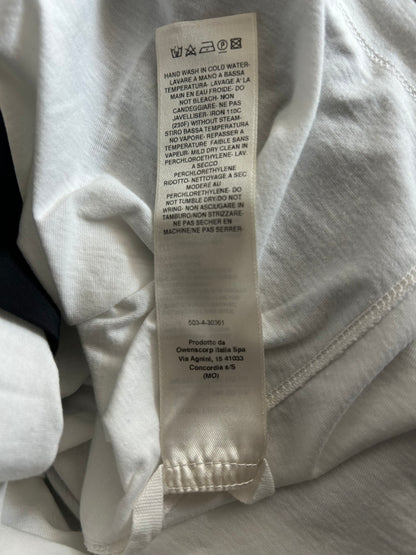 HAND WASH IN COLD WATER-
LAVARE A MANO A BASSA
TEMPERATURA- LAVAGE A'LA
MAIN EN EAU FROIDE- DO
NOT BLEACH- NON
CANDEGGIARE- NE PAS
JAVELLISER- IRON 110C
(230F) WITHOUT STEAM-
STIRO BASSA TEMPERATURA
NO VAPORE- REPASSER A
TEMPERATURE FAIBLE SANS
VAPEUR- MILD DRY CLEAN IN
PERCHLOROETHYLENE- LAV.
A SECCO
PERCHLOROETHYLENE
RIDOTTO- NETTOYAGE A SEC
MODERE AU
PERCHLOROETHYLENE- DO
NOT TUMBLE DRY/DO NOT
WRING- NON ASCIUGARE IN
TAMBURO/NON STRIZZARE-
NE PAS SECHER EN
MACHINE/NE PAS SERRER-
503-4-30361
Prodotto da
Owenscorp Italia Spa
Via Agnini, 15 41033
Concordia s/S
(MO)